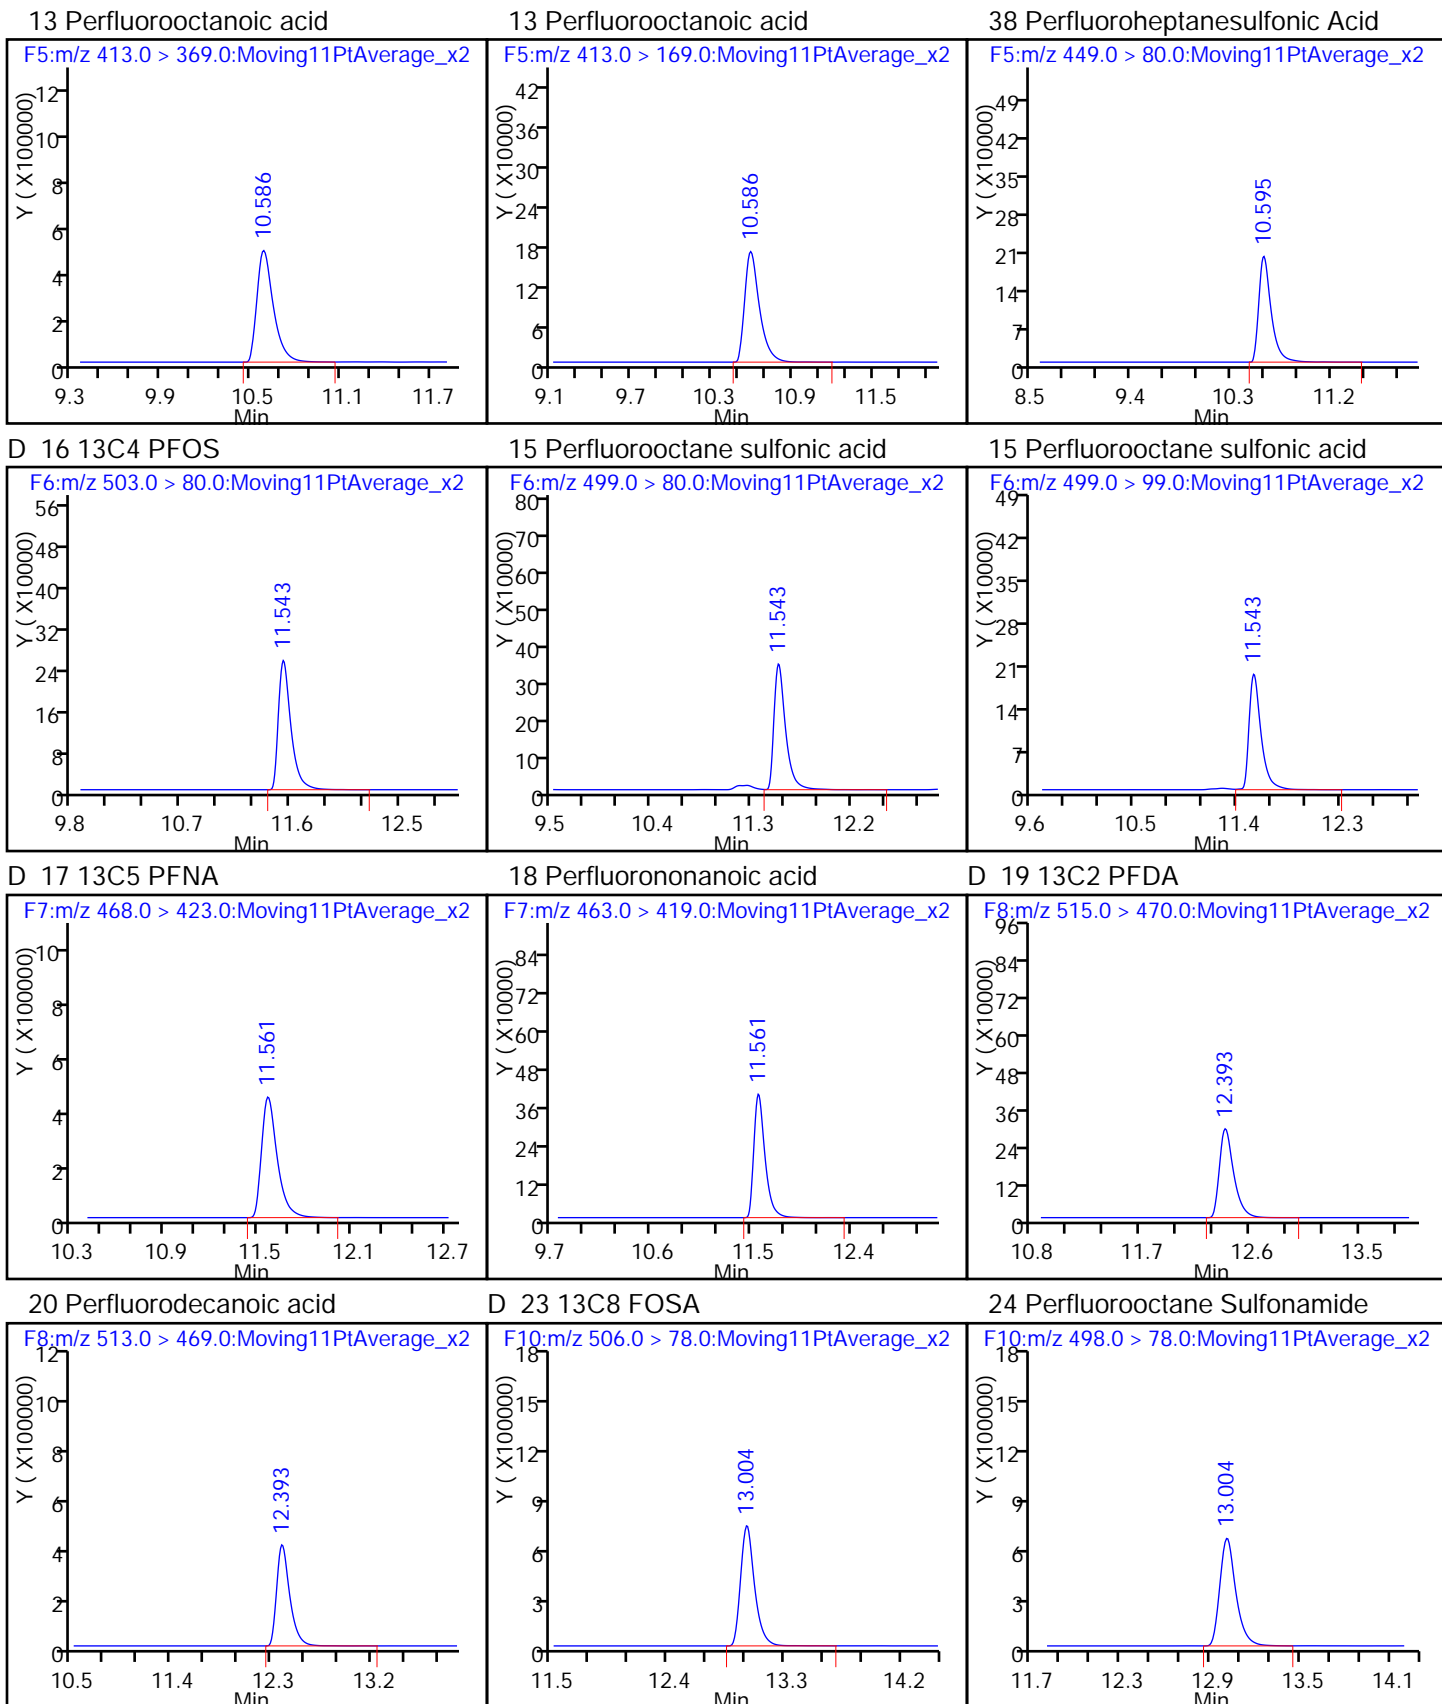 13 Perfluorooctanoic acid
F5:m/z 413.0 > 369.0:Moving11PtAverage_x2
Y ( X100000)
12
10
8
6
4
2
0
10.586
9.3 9.9 10.5 11.1 11.7
Min
13 Perfluorooctanoic acid
F5:m/z 413.0 > 169.0:Moving11PtAverage_x2
Y ( X10000)
42
36
30
24
18
12
6
0
10.586
9.1 9.7 10.3 10.9 11.5
Min
38 Perfluoroheptanesulfonic Acid
F5:m/z 449.0 > 80.0:Moving11PtAverage_x2
Y ( X10000)
49
42
35
28
21
14
7
0
10.595
8.5 9.4 10.3 11.2
Min
D 16 13C4 PFOS
F6:m/z 503.0 > 80.0:Moving11PtAverage_x2
Y ( X10000)
56
48
40
32
24
16
8
0
11.543
9.8 10.7 11.6 12.5
Min
15 Perfluorooctane sulfonic acid
F6:m/z 499.0 > 80.0:Moving11PtAverage_x2
Y ( X10000)
80
70
60
50
40
30
20
10
0
11.543
9.5 10.4 11.3 12.2
Min
15 Perfluorooctane sulfonic acid
F6:m/z 499.0 > 99.0:Moving11PtAverage_x2
Y ( X10000)
49
42
35
28
21
14
7
0
11.543
9.6 10.5 11.4 12.3
Min
D 17 13C5 PFNA
F7:m/z 468.0 > 423.0:Moving11PtAverage_x2
Y ( X100000)
10
8
6
4
2
0
11.561
10.3 10.9 11.5 12.1 12.7
Min
18 Perfluorononanoic acid
F7:m/z 463.0 > 419.0:Moving11PtAverage_x2
Y ( X10000)
84
72
60
48
36
24
12
0
11.561
9.7 10.6 11.5 12.4
Min
D 19 13C2 PFDA
F8:m/z 515.0 > 470.0:Moving11PtAverage_x2
Y ( X10000)
96
84
72
60
48
36
24
12
0
12.393
10.8 11.7 12.6 13.5
Min
20 Perfluorodecanoic acid
F8:m/z 513.0 > 469.0:Moving11PtAverage_x2
Y ( X100000)
12
10
8
6
4
2
0
12.393
10.5 11.4 12.3 13.2
Min
D 23 13C8 FOSA
F10:m/z 506.0 > 78.0:Moving11PtAverage_x2
Y ( X100000)
18
15
12
9
6
3
0
13.004
11.5 12.4 13.3 14.2
Min
24 Perfluorooctane Sulfonamide
F10:m/z 498.0 > 78.0:Moving11PtAverage_x2
Y ( X100000)
18
15
12
9
6
3
0
13.004
11.7 12.3 12.9 13.5 14.1
Min